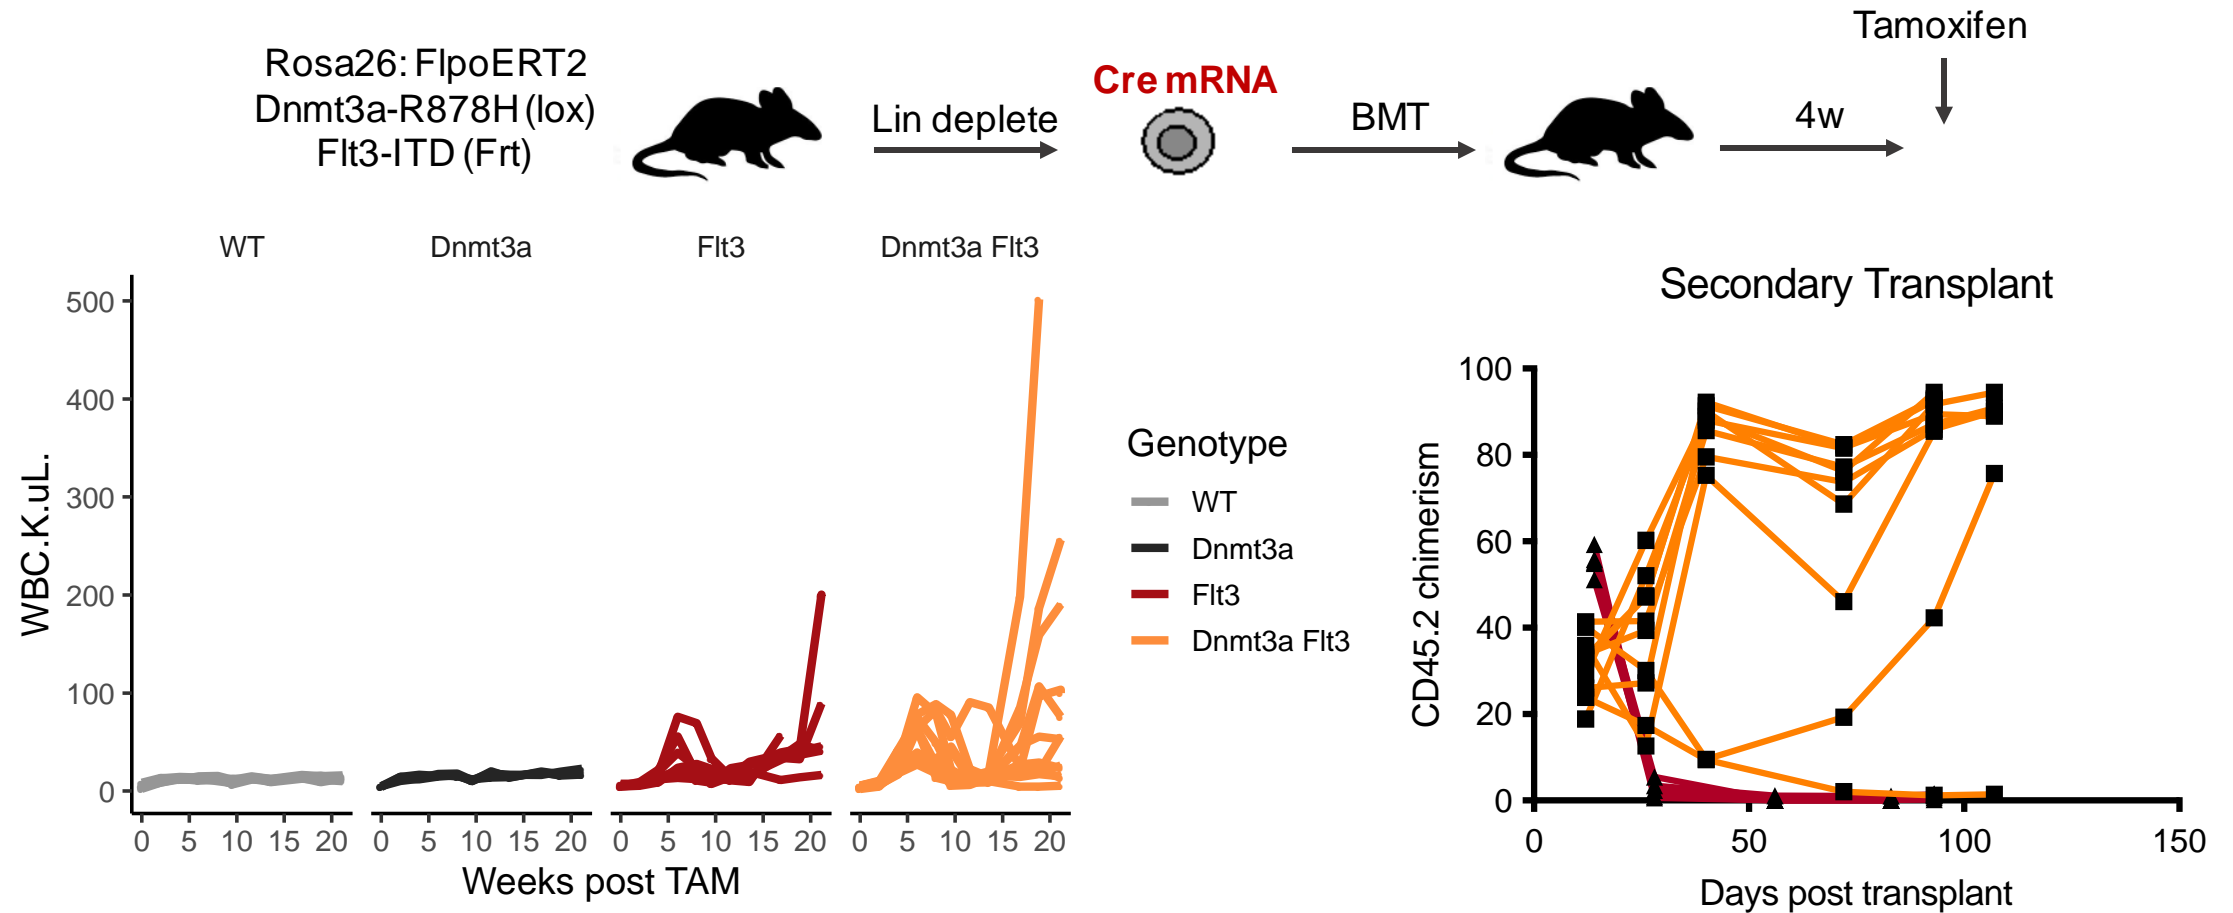 Tamoxifen
Rosa26: FlpoERT2
Dnmt3a-R878H (lox)
Flt3-ITD (Frt)
Lin deplete
Cre mRNA
BMT
4w
WT
Dnmt3a
Flt3
Dnmt3a Flt3
WBC.K.uL.
500
400
300
200
100
0
0 5 10 15 20
0 5 10 15 20
0 5 10 15 20
0 5 10 15 20
Weeks post TAM
Genotype
WT
Dnmt3a
Flt3
Dnmt3a Flt3
Secondary Transplant
CD45.2 chimerism
100
80
60
40
20
0
0 50 100 150
Days post transplant